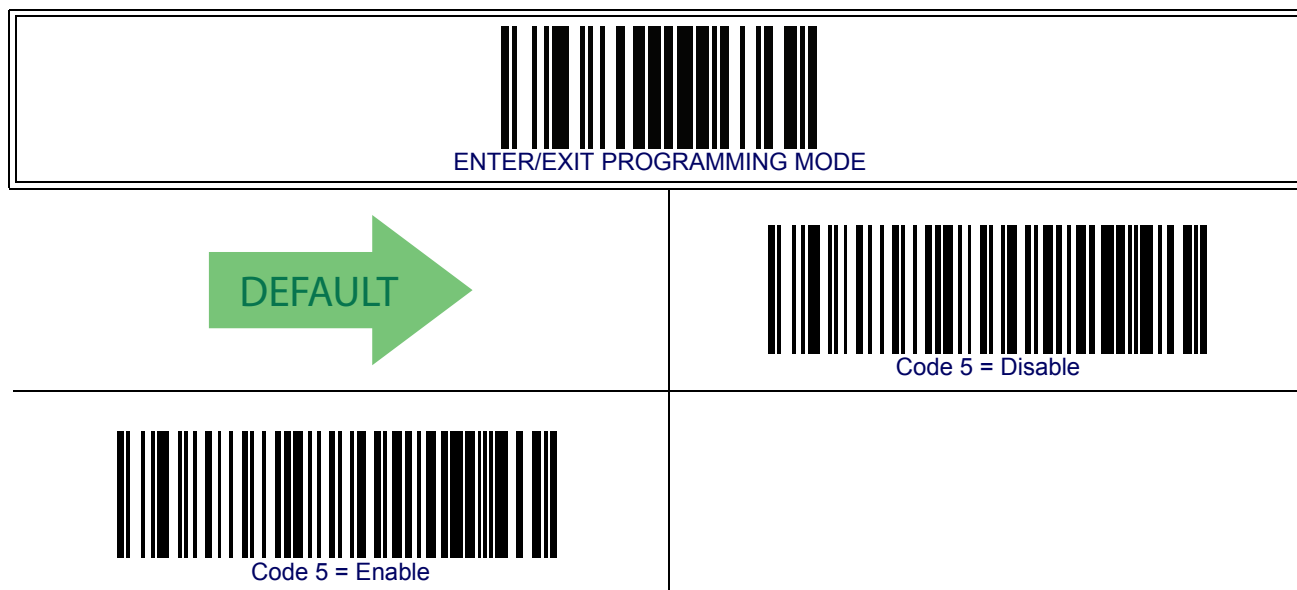 ENTER/EXIT PROGRAMMING MODE
DEFAULT
Code 5 = Disable
Code 5 = Enable